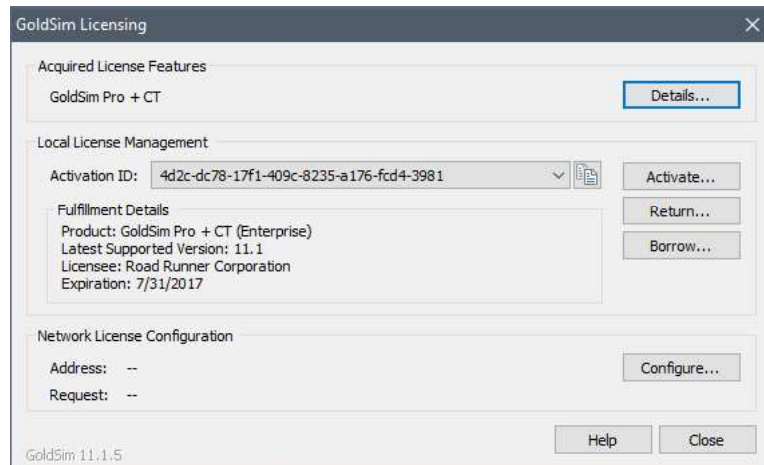 GoldSim Licensing
Acquired License Features
GoldSim Pro + CT
Details...
Local License Management
Activation ID: 4d2c-dc78-17f1-409c-8235-a176-fcd4-3981
Activate...
Fulfillment Details
Return...
Product: GoldSim Pro + CT (Enterprise)
Latest Supported Version: 11.1
Borrow...
Licensee: Road Runner Corporation
Expiration: 7/31/2017
Network License Configuration
Address: --
Configure...
Request: --
Help
Close
GoldSim 11.1.5